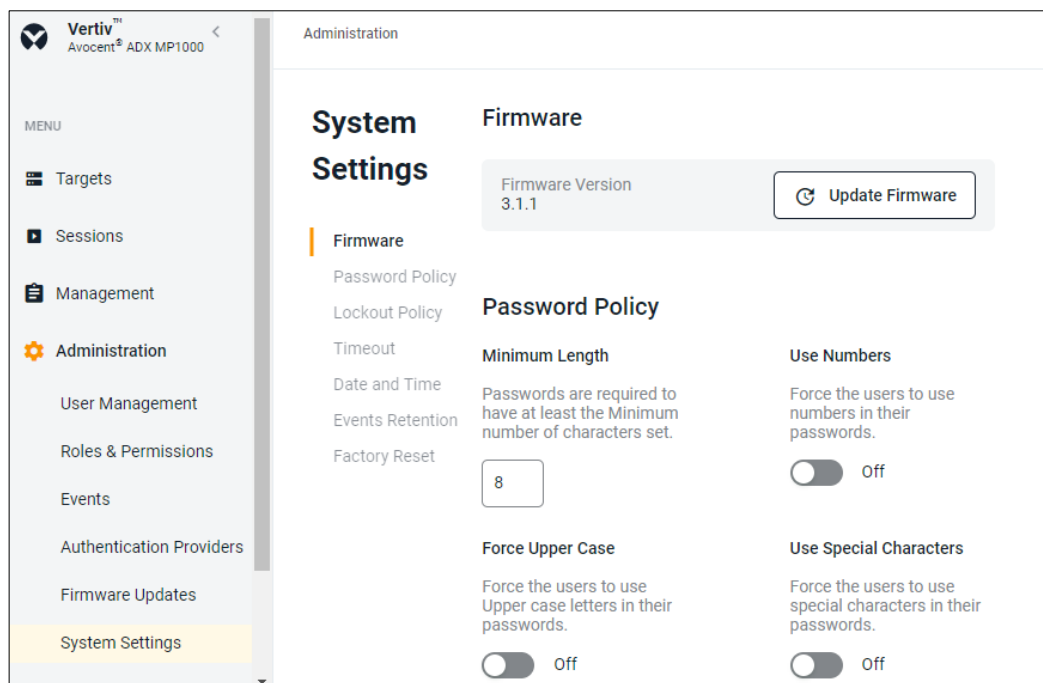 Vertiv™
Avocent® ADX MP1000
MENU
Targets
Sessions
Management
Administration
User Management
Roles & Permissions
Events
Authentication Providers
Firmware Updates
System Settings
Administration
System
Settings
Firmware
Password Policy
Lockout Policy
Timeout
Date and Time
Events Retention
Factory Reset
Firmware
Firmware Version
3.1.1
Update Firmware
Password Policy
Minimum Length
Passwords are required to
have at least the Minimum
number of characters set.
8
Use Numbers
Force the users to use
numbers in their
passwords.
Off
Force Upper Case
Force the users to use
Upper case letters in their
passwords.
Off
Use Special Characters
Force the users to use
special characters in their
passwords.
Off